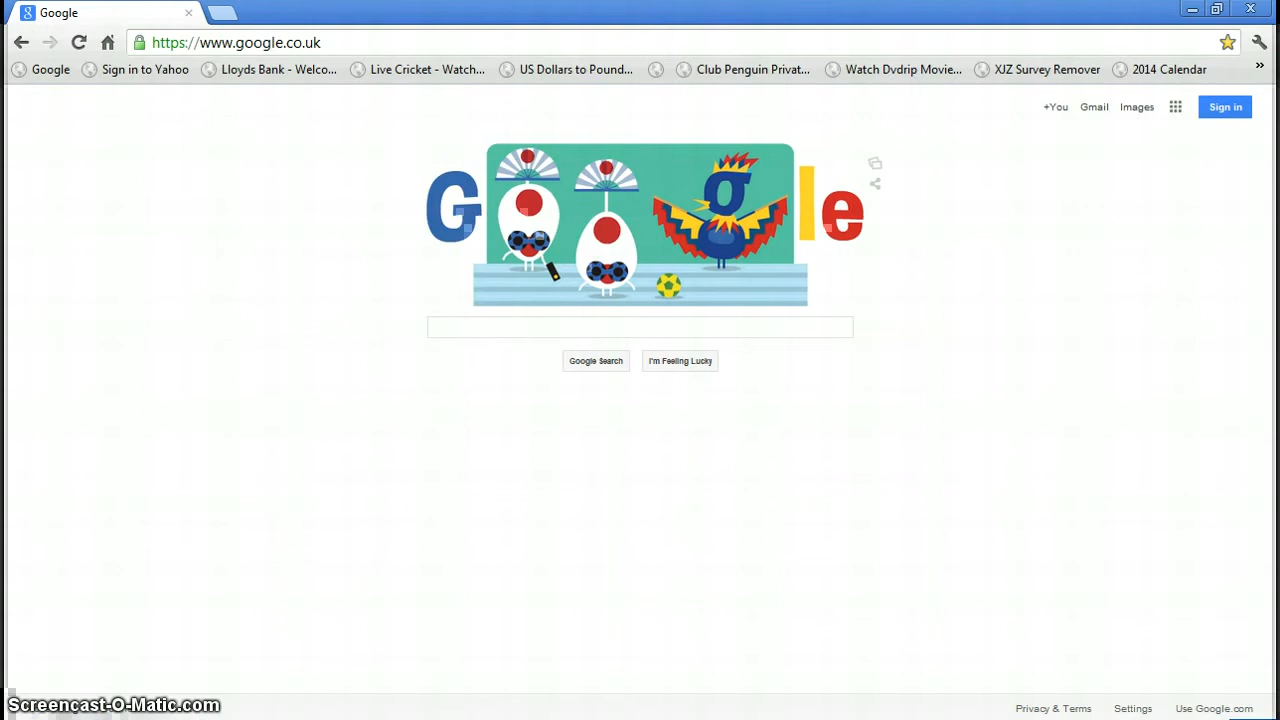 Google
https://www.google.co.uk
Google Sign in to Yahoo Lloyds Bank - Welco... Live Cricket - Watch... US Dollars to Pound... Club Penguin Privat... Watch Dvdrip Movie... XJZ Survey Remover 2014 Calendar »
+You Gmail Images Sign in
G g le
Google Search I'm Feeling Lucky
Screencast-O-Matic.com
Privacy & Terms Settings Use Google.com